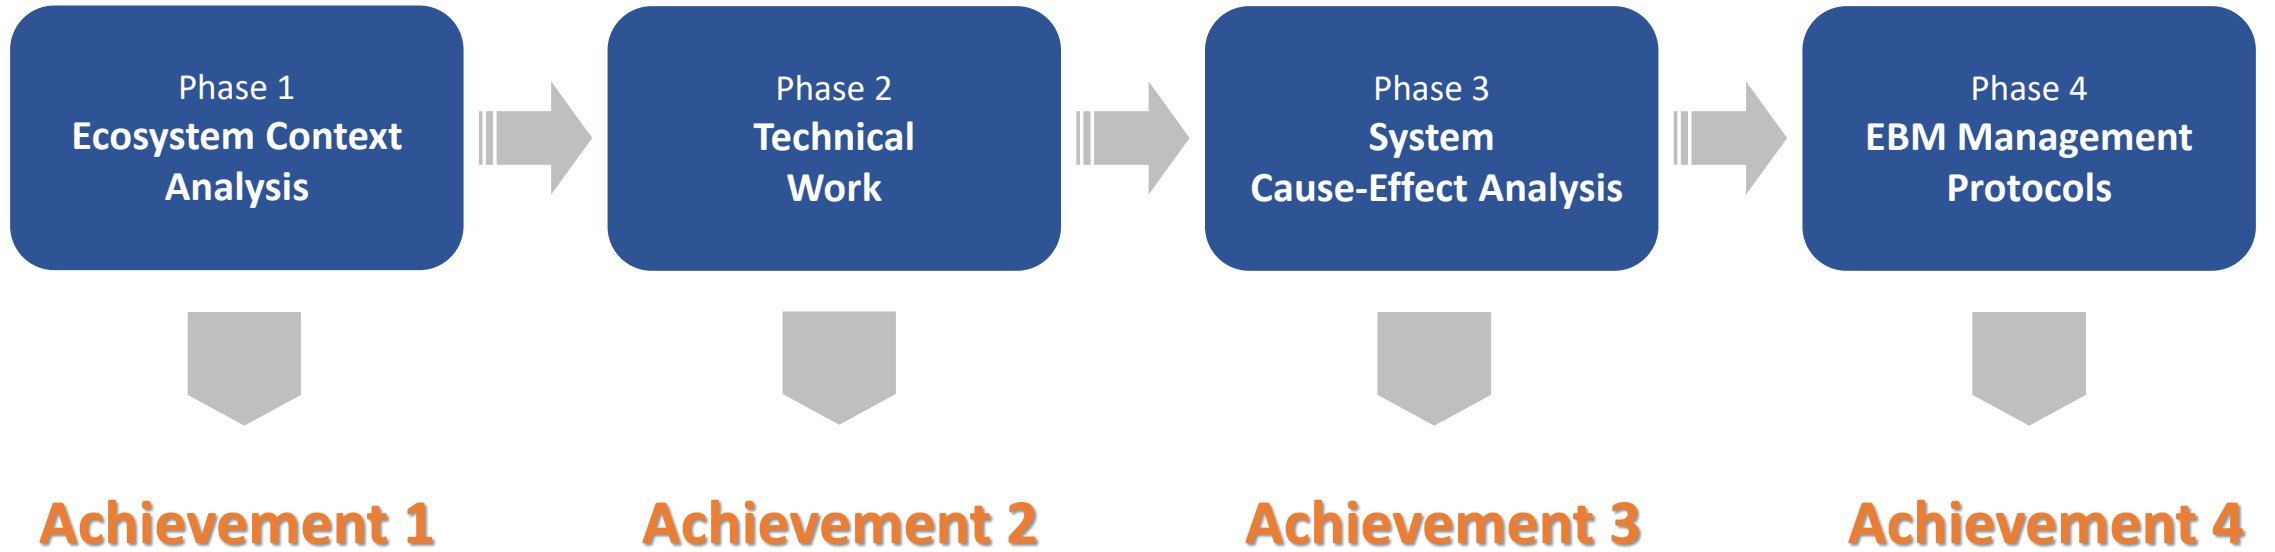 Phase 1
Ecosystem Context
Analysis
Phase 2
Technical
Work
Phase 3
System
Cause-Effect Analysis
Phase 4
EBM Management
Protocols
Achievement 1
Achievement 2
Achievement 3
Achievement 4